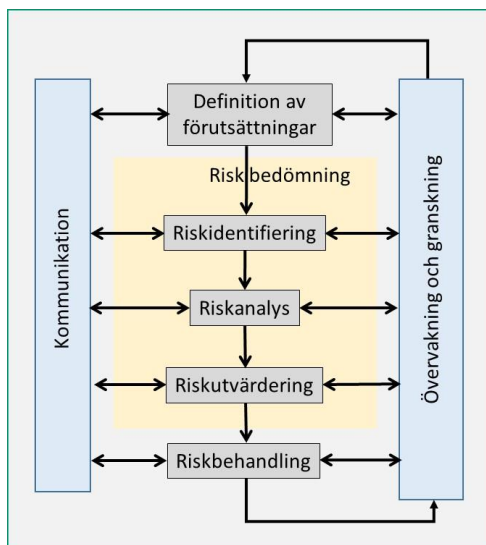 Definition av
förutsättningar
Riskbedömning
Riskidentifiering
Riskanalys
Riskutvärdering
Riskbehandling
Kommunikation
Övervakning och granskning